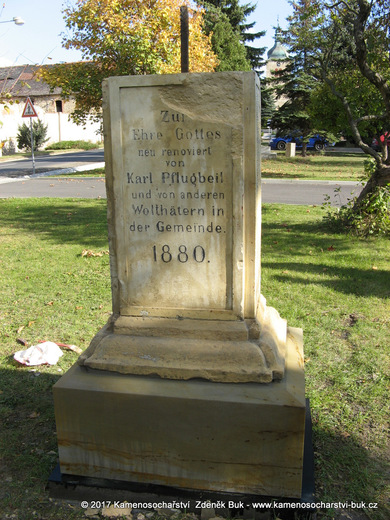 Zur
Ehre Gottes
neu renoviert
von
Karl Pflugbeil
und von anderen
Wolthätern in
der Gemeinde.
1880.
© 2017 Kamenosochařství Zdeněk Buk - www.kamenosocharstvi-buk.cz